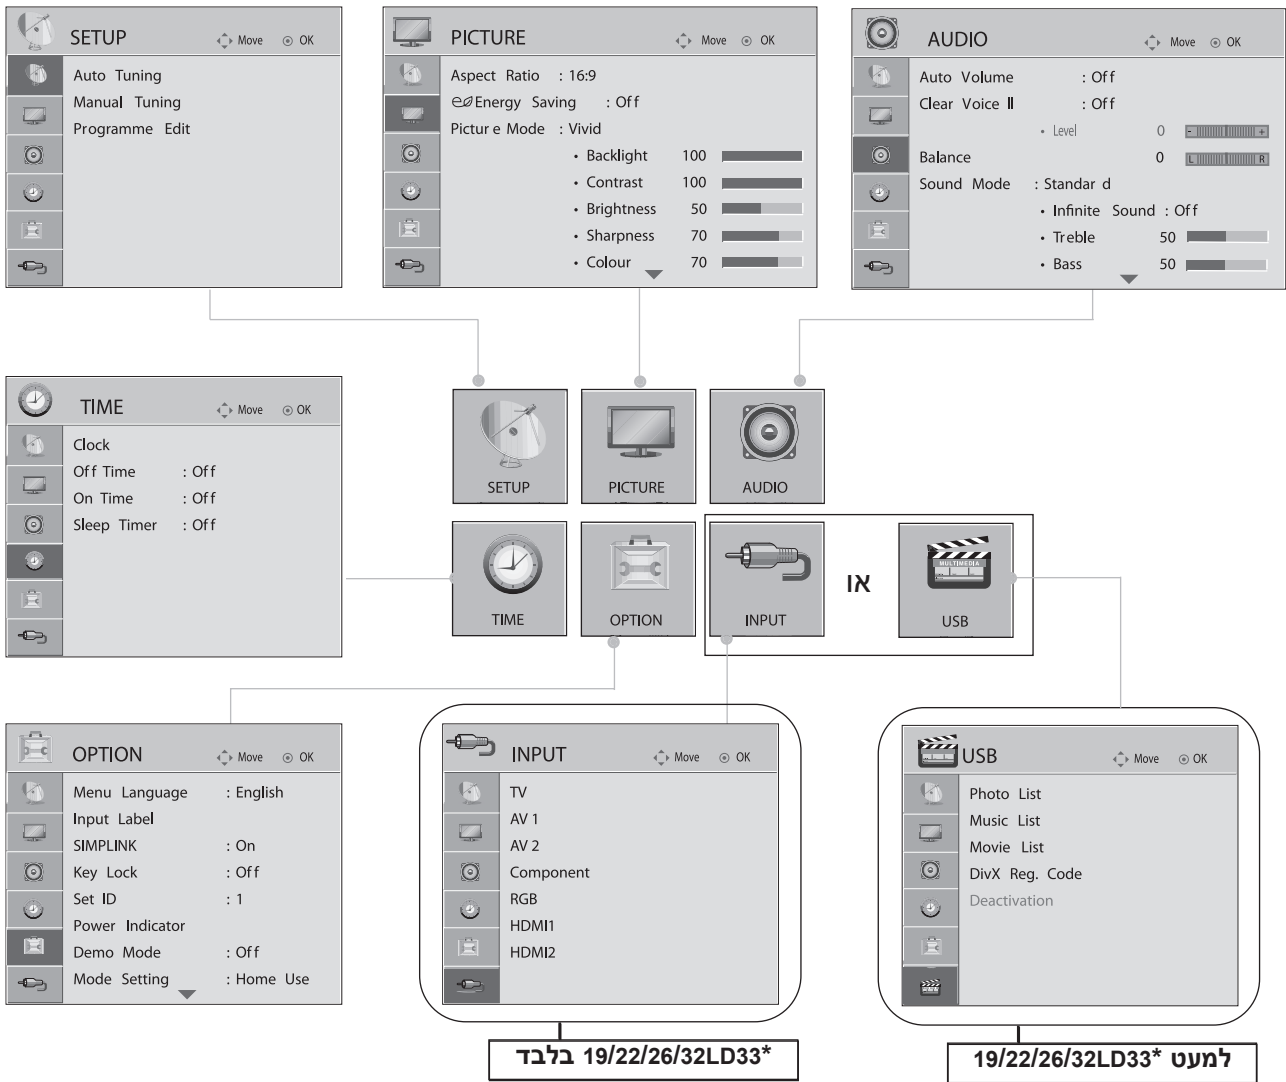 SETUP Move OK
Auto Tuning
Manual Tuning
Programme Edit
PICTURE Move OK
Aspect Ratio : 16:9
Energy Saving : Off
Pictur e Mode : Vivid
• Backlight 100
• Contrast 100
• Brightness 50
• Sharpness 70
• Colour 70
AUDIO Move OK
Auto Volume : Off
Clear Voice II : Off
• Level 0 - +
Balance 0 L R
Sound Mode : Standar d
• Infinite Sound : Off
• Treble 50
• Bass 50
TIME Move OK
Clock
Off Time : Off
On Time : Off
Sleep Timer : Off
SETUP
PICTURE
AUDIO
TIME
OPTION
INPUT
או
MULTIMEDIA
USB
OPTION Move OK
Menu Language : English
Input Label
SIMPLINK : On
Key Lock : Off
Set ID : 1
Power Indicator
Demo Mode : Off
Mode Setting : Home Use
INPUT Move OK
TV
AV 1
AV 2
Component
RGB
HDMI1
HDMI2
USB Move OK
Photo List
Music List
Movie List
DivX Reg. Code
Deactivation
19/22/26/32LD33* בלבד
למעט 19/22/26/32LD33*